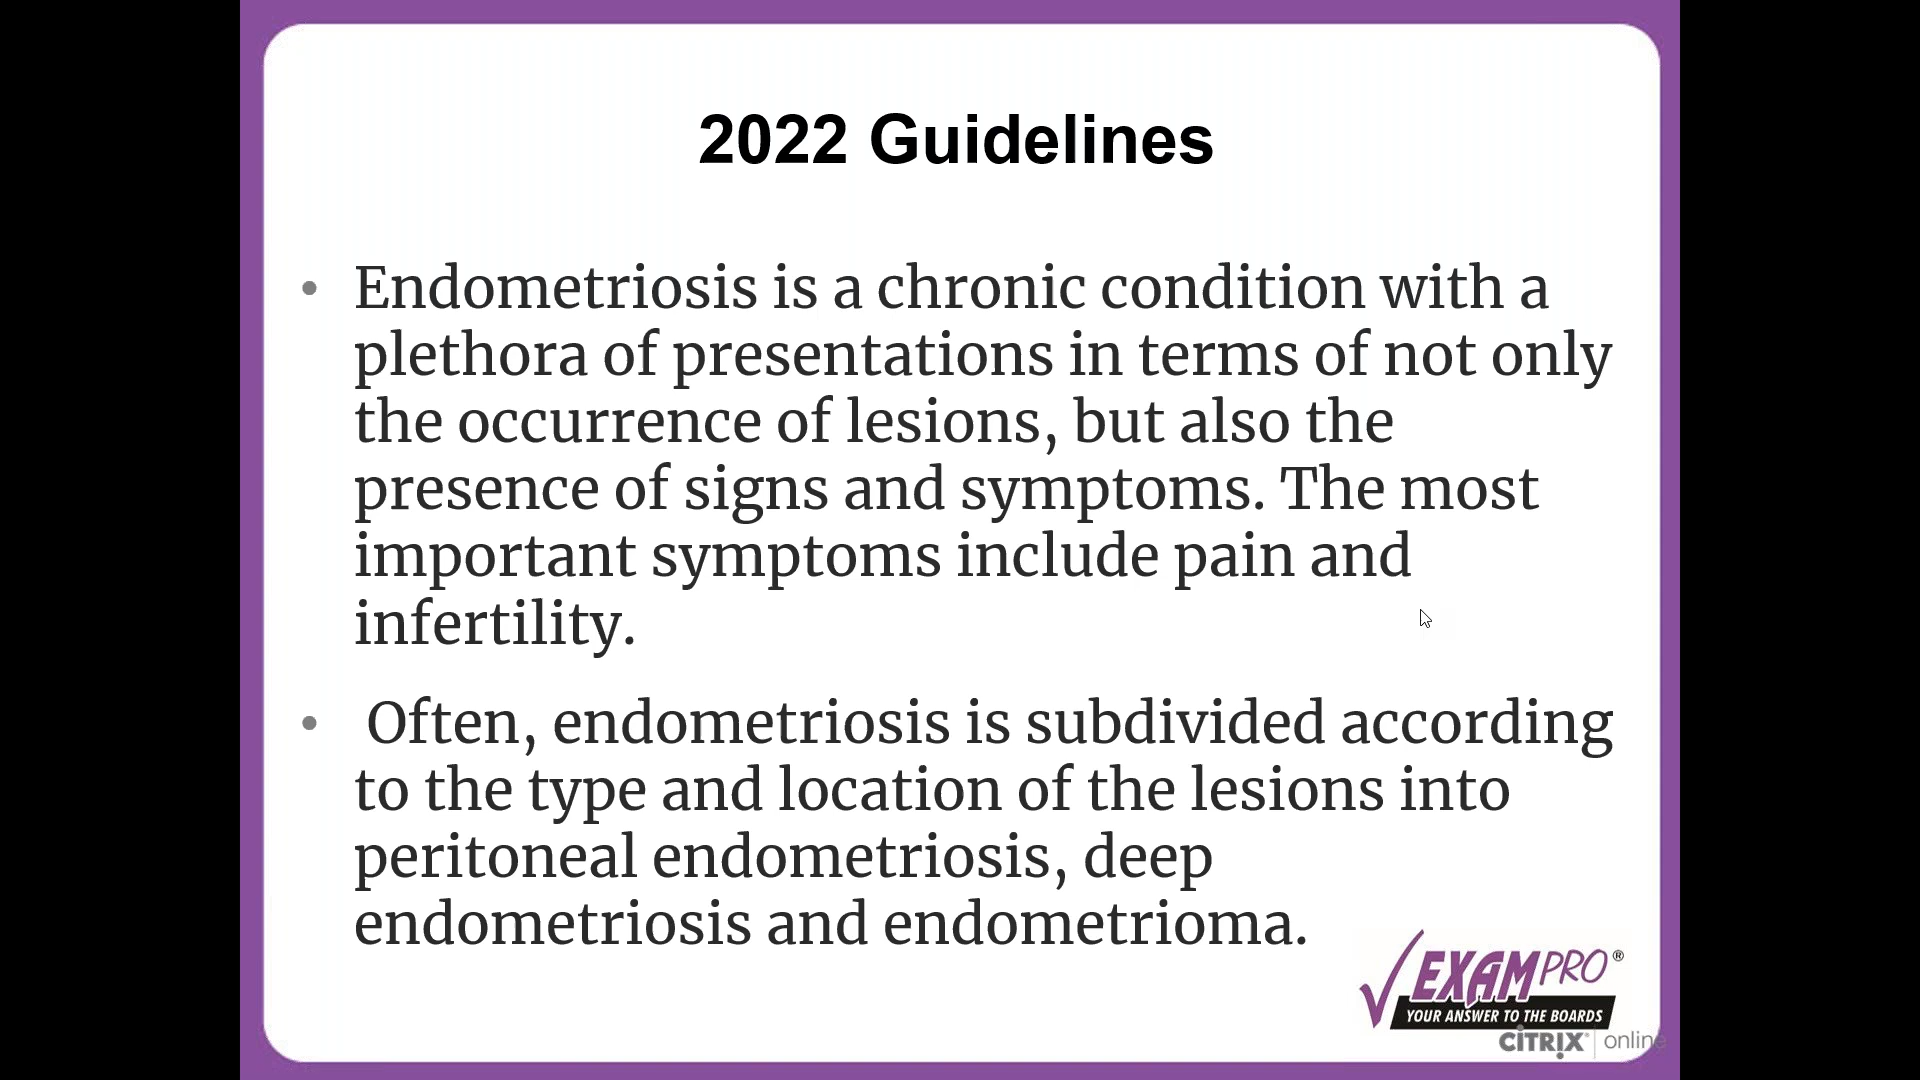 2022 Guidelines
• Endometriosis is a chronic condition with a
plethora of presentations in terms of not only
the occurrence of lesions, but also the
presence of signs and symptoms. The most
important symptoms include pain and
infertility.
• Often, endometriosis is subdivided according
to the type and location of the lesions into
peritoneal endometriosis, deep
endometriosis and endometrioma.
EXAMPRO®
YOUR ANSWER TO THE BOARDS
CITRIX® online